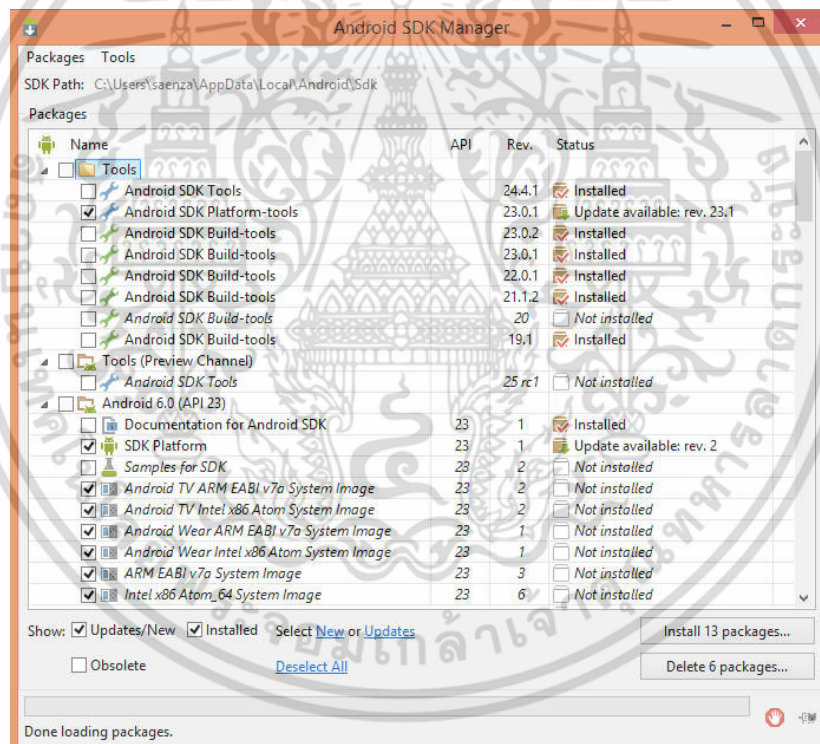 Android SDK Manager
Packages Tools
SDK Path: C:\Users\saenza\AppData\Local\Android\Sdk
Packages
Name API Rev. Status
Tools
Android SDK Tools 24.4.1 Installed
Android SDK Platform-tools 23.0.1 Update available: rev. 23.1
Android SDK Build-tools 23.0.2 Installed
Android SDK Build-tools 23.0.1 Installed
Android SDK Build-tools 22.0.1 Installed
Android SDK Build-tools 21.1.2 Installed
Android SDK Build-tools 20 Not installed
Android SDK Build-tools 19.1 Installed
Tools (Preview Channel)
Android SDK Tools 25 rc1 Not installed
Android 6.0 (API 23)
Documentation for Android SDK 23 1 Installed
SDK Platform 23 1 Update available: rev. 2
Samples for SDK 23 2 Not installed
Android TV ARM EABI v7a System Image 23 2 Not installed
Android TV Intel x86 Atom System Image 23 2 Not installed
Android Wear ARM EABI v7a System Image 23 1 Not installed
Android Wear Intel x86 Atom System Image 23 1 Not installed
ARM EABI v7a System Image 23 3 Not installed
Intel x86 Atom_64 System Image 23 6 Not installed
Show: Updates/New Installed Select New or Updates Install 13 packages...
Obsolete Deselect All Delete 6 packages...
Done loading packages.